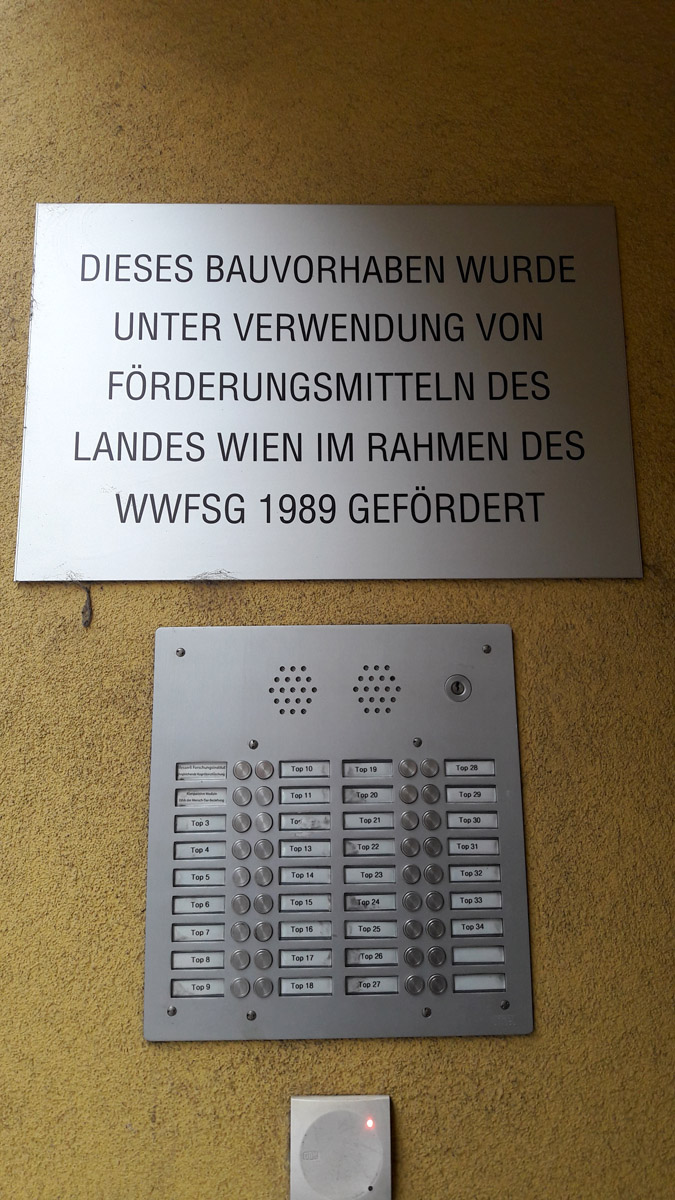 DIESES BAUVORHABEN WURDE
UNTER VERWENDUNG VON
FÖRDERUNGSMITTELN DES
LANDES WIEN IM RAHMEN DES
WWFSG 1989 GEFÖRDERT
Top 10
Top 19
Top 28
Top 11
Top 20
Top 29
Top 3
Top 21
Top 30
Top 4
Top 13
Top 22
Top 31
Top 5
Top 14
Top 23
Top 32
Top 6
Top 15
Top 24
Top 33
Top 7
Top 16
Top 25
Top 34
Top 8
Top 17
Top 26
Top 9
Top 18
Top 27